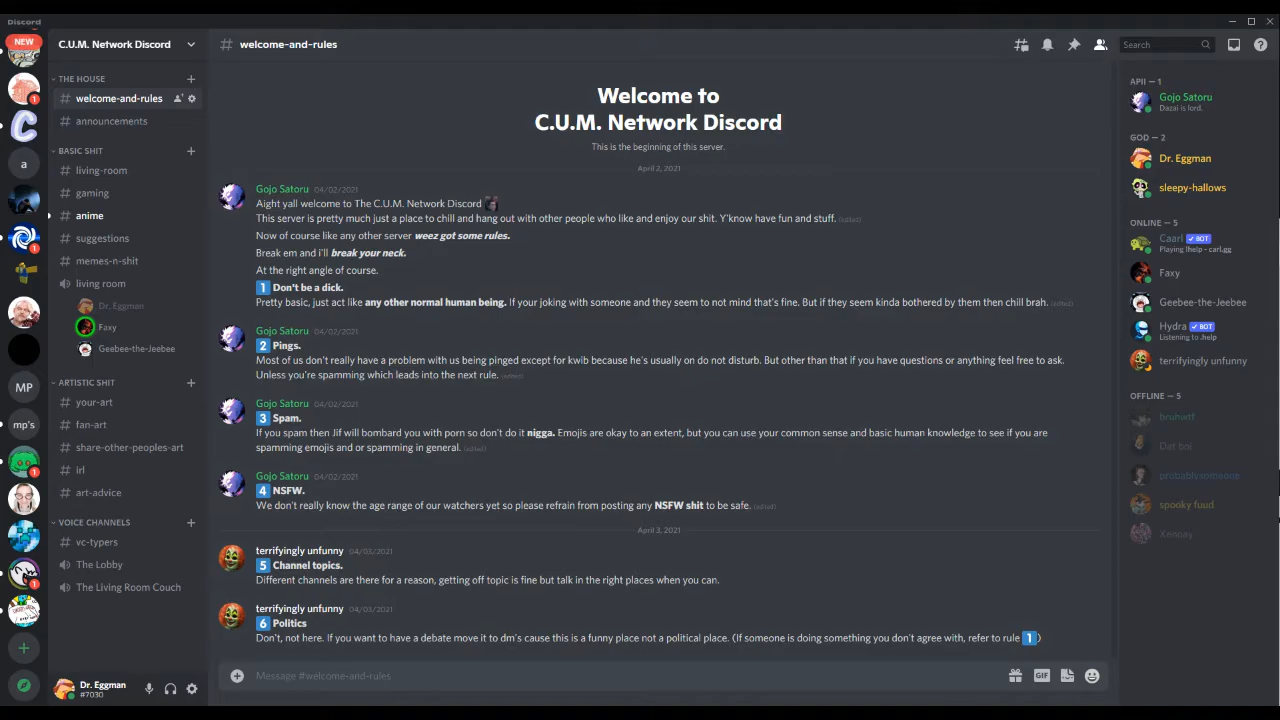 Discord
NEW
C.U.M. Network Discord
THE HOUSE
welcome-and-rules
announcements
BASIC SHIT
living-room
gaming
anime
suggestions
memes-n-shit
living room
Dr. Eggman
Faxy
Geebee-the-Jeebee
ARTISTIC SHIT
your-art
fan-art
share-other-peoples-art
irl
art-advice
VOICE CHANNELS
vc-typers
The Lobby
The Living Room Couch
Dr. Eggman
#7030
1
a
1
MP
mp's
1
1
welcome-and-rules
Search
Welcome to
C.U.M. Network Discord
This is the beginning of this server.
April 2, 2021
Gojo Satoru 04/02/2021
Aight yall welcome to The C.U.M. Network Discord
This server is pretty much just a place to chill and hang out with other people who like and enjoy our shit. Y'know have fun and stuff. (edited)
Now of course like any other server weez got some rules.
Break em and i'll break your neck.
At the right angle of course.
1 Don't be a dick.
Pretty basic, just act like any other normal human being. If your joking with someone and they seem to not mind that's fine. But if they seem kinda bothered by them then chill brah. (edited)
Gojo Satoru 04/02/2021
2 Pings.
Most of us don't really have a problem with us being pinged except for kwib because he's usually on do not disturb. But other than that if you have questions or anything feel free to ask.
Unless you're spamming which leads into the next rule. (edited)
Gojo Satoru 04/02/2021
3 Spam.
If you spam then Jif will bombard you with porn so don't do it nigga. Emojis are okay to an extent, but you can use your common sense and basic human knowledge to see if you are
spamming emojis and or spamming in general. (edited)
Gojo Satoru 04/02/2021
4 NSFW.
We don't really know the age range of our watchers yet so please refrain from posting any NSFW shit to be safe. (edited)
April 3, 2021
terrifyingly unfunny 04/03/2021
5 Channel topics.
Different channels are there for a reason, getting off topic is fine but talk in the right places when you can.
terrifyingly unfunny 04/03/2021
6 Politics
Don't, not here. If you want to have a debate move it to dm's cause this is a funny place not a political place. (If someone is doing something you don't agree with, refer to rule 1)
Message #welcome-and-rules
GIF
APII — 1
Gojo Satoru
Dazai is lord.
GOD — 2
Dr. Eggman
sleepy-hallows
ONLINE — 5
Caarl BOT
Playing !help - carl.gg
Faxy
Geebee-the-Jeebee
Hydra BOT
Listening to .help
terrifyingly unfunny
OFFLINE — 5
bruhwtf
Dat boi
probablssomeone
spooky fuud